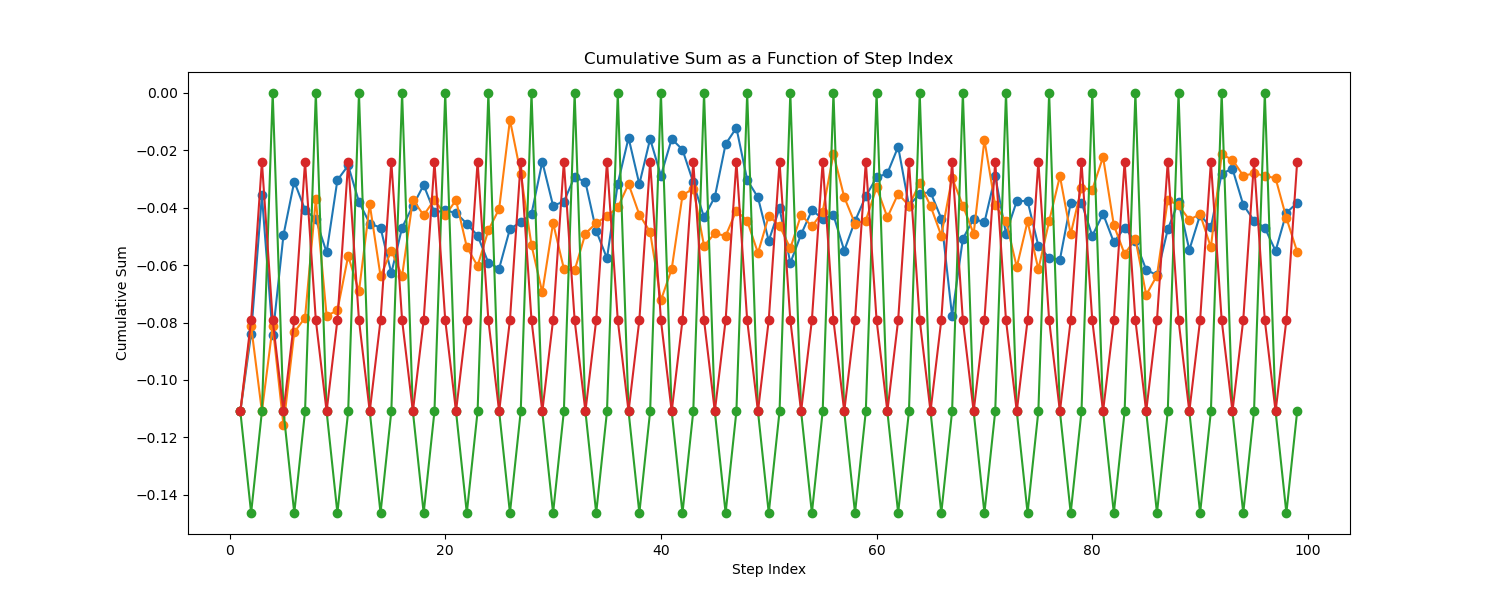 Cumulative Sum as a Function of Step Index
0.00
−0.02
−0.04
−0.06
−0.08
−0.10
−0.12
−0.14
Cumulative Sum
0 20 40 60 80 100
Step Index